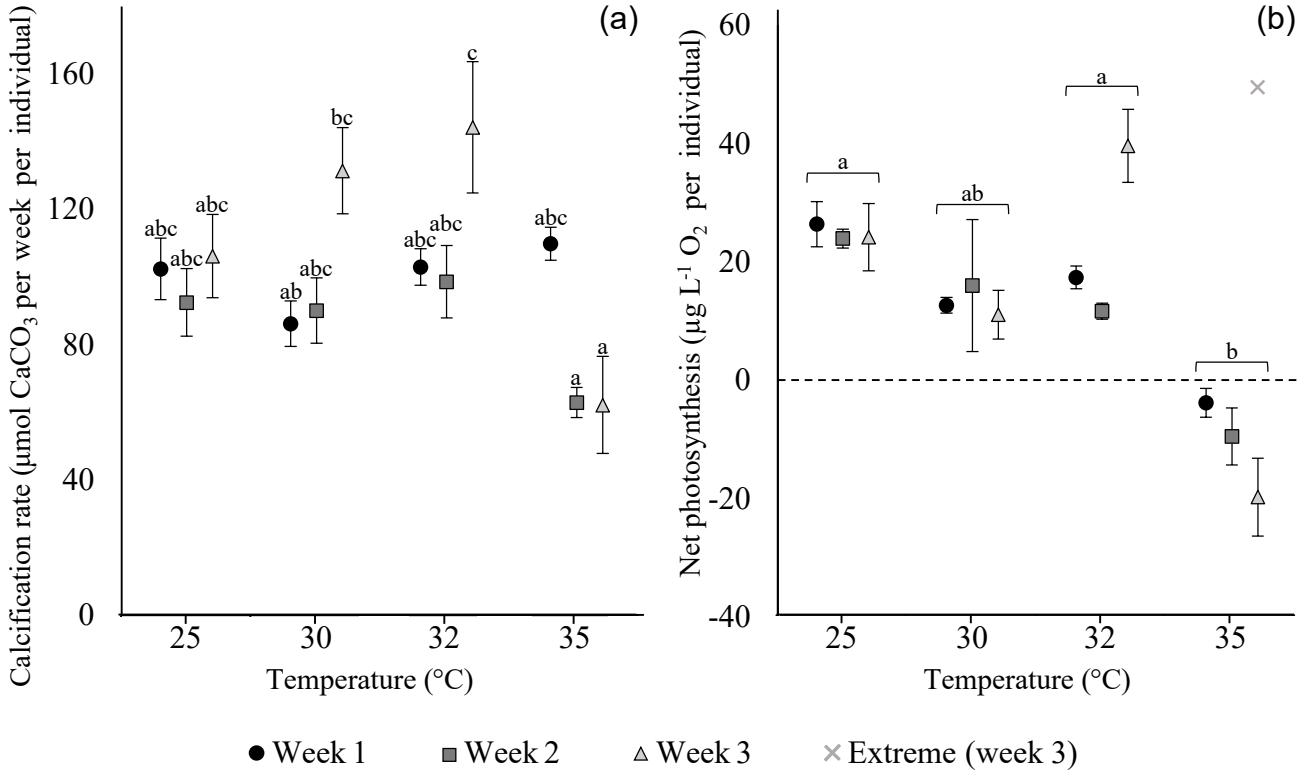 (a)
Calcification rate (µmol CaCO3 per week per individual)
160
120
80
40
0
abc
abc
abc
ab
abc
bc
abc
abc
c
abc
a
a
25
30
32
35
Temperature (°C)
(b)
Net photosynthesis (µg L-1 O2 per individual)
60
40
20
0
-20
-40
a
ab
a
b
25
30
32
35
Temperature (°C)
Week 1
Week 2
Week 3
Extreme (week 3)